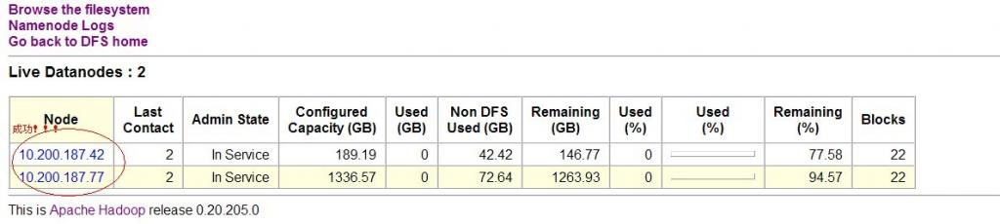 Browse the filesystem
Namenode Logs
Go back to DFS home
Live Datanodes : 2
Node Last Contact Admin State Configured Capacity (GB) Used (GB) Non DFS Used (GB) Remaining (GB) Used (%) Used (%) Remaining (%) Blocks
成功！！！
10.200.187.42 2 In Service 189.19 0 42.42 146.77 0 77.58 22
10.200.187.77 2 In Service 1336.57 0 72.64 1263.93 0 94.57 22
This is Apache Hadoop release 0.20.205.0